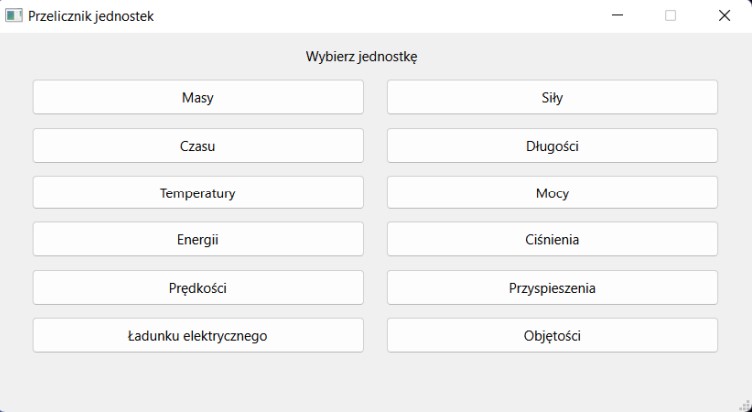 Przelicznik jednostek
Wybierz jednostkę
Masy
Siły
Czasu
Długości
Temperatury
Mocy
Energii
Ciśnienia
Prędkości
Przyspieszenia
Ładunku elektrycznego
Objętości